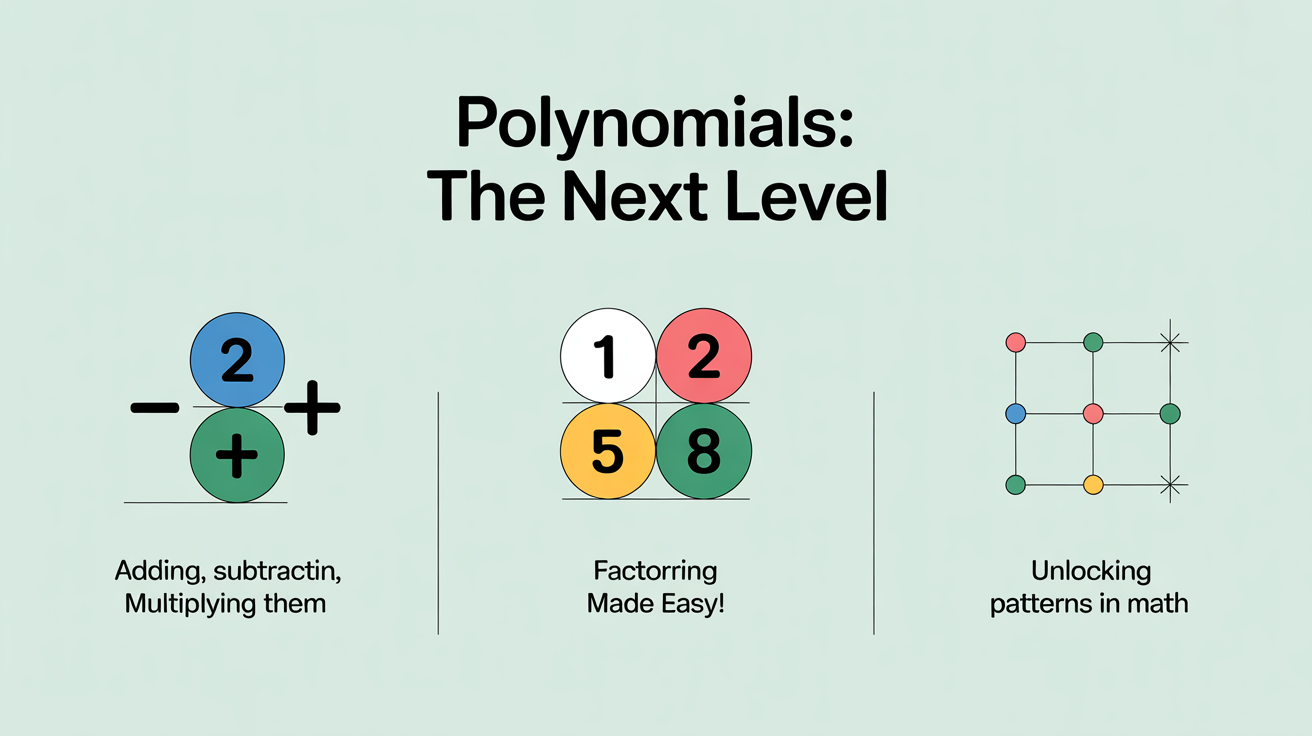 Polynomials:
The Next Level
2
− +
+
1 2
5 8
Adding, subtractin,
Multiplying them
Factorring
Made Easy!
Unlocking
patterns in math